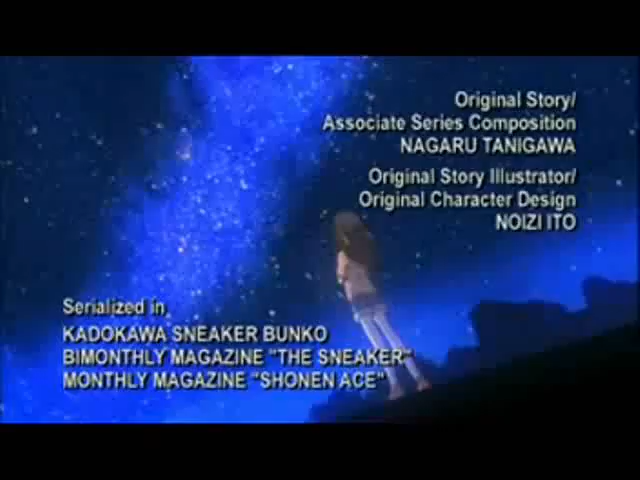 Original Story/
Associate Series Composition
NAGARU TANIGAWA
Original Story Illustrator/
Original Character Design
NOIZI ITO
Serialized in
KADOKAWA SNEAKER BUNKO
BIMONTHLY MAGAZINE "THE SNEAKER"
MONTHLY MAGAZINE "SHONEN ACE"